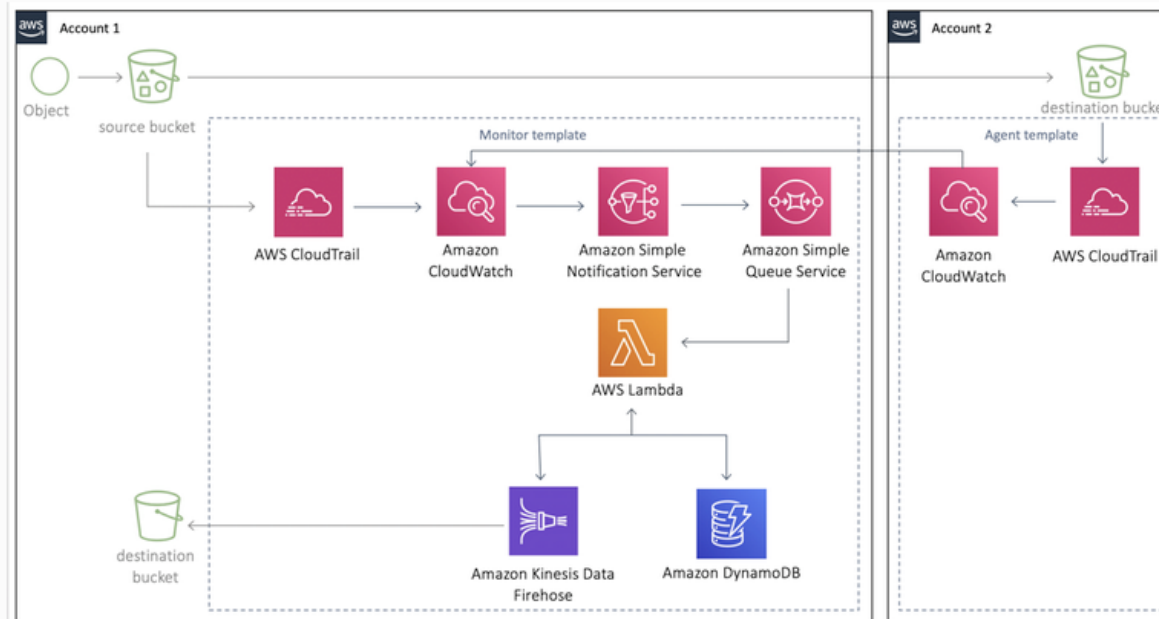 aws
Account 1
aws
Account 2
Object
source bucket
destination bucke
Monitor template
Agent template
AWS CloudTrail
Amazon
CloudWatch
Amazon Simple
Notification Service
Amazon Simple
Queue Service
Amazon
CloudWatch
AWS CloudTrail
AWS Lambda
destination
bucket
Amazon Kinesis Data
Firehose
Amazon DynamoDB